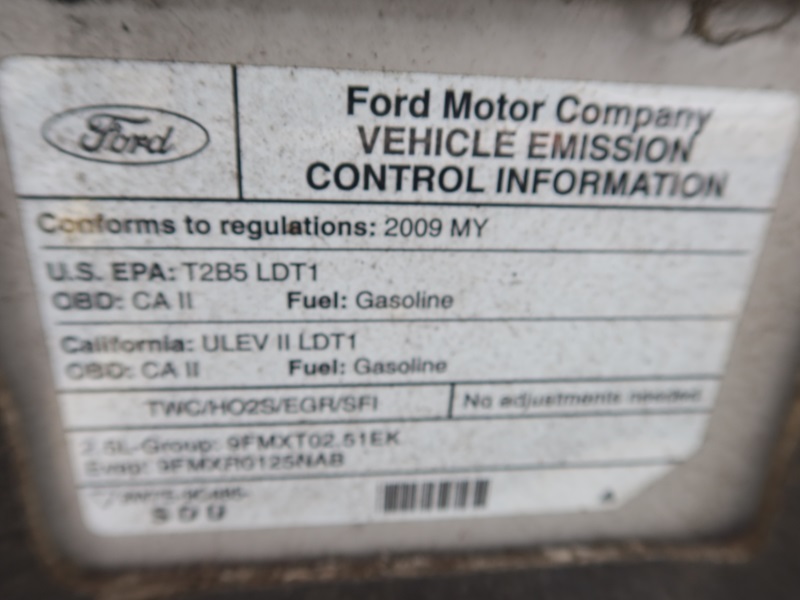 Ford
Ford Motor Company
VEHICLE EMISSION
CONTROL INFORMATION
Conforms to regulations: 2009 MY
U.S. EPA: T2B5 LDT1
OBD: CA II Fuel: Gasoline
California: ULEV II LDT1
OBD: CA II Fuel: Gasoline
TWC/HO2S/EGR/SFI No adjustments needed.
2.5L-Group: 9FMXT02.51EK
Evap: 9FMXR0125NAB